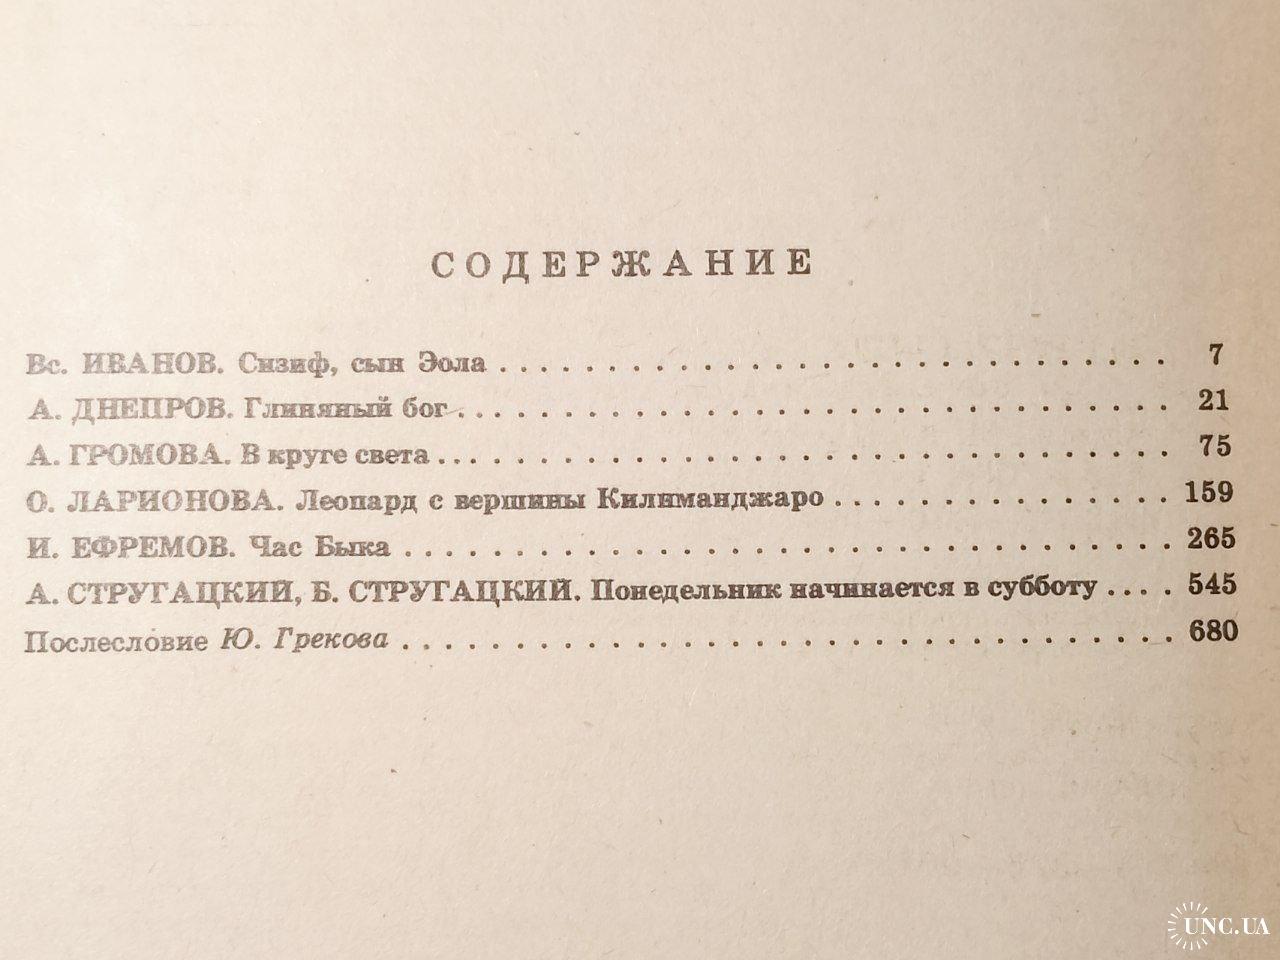 СОДЕРЖАНИЕ
Вс. ИВАНОВ. Сизиф, сын Эола . . . . . . . . . . . . . . . . . . . . . . . . . . 7
А. ДНЕПРОВ. Глиняный бог . . . . . . . . . . . . . . . . . . . . . . . . . . . . 21
А. ГРОМОВА. В круге света . . . . . . . . . . . . . . . . . . . . . . . . . . . . 75
О. ЛАРИОНОВА. Леопард с вершины Килиманджаро . . . . . . . . . . . . . 159
И. ЕФРЕМОВ. Час Быка . . . . . . . . . . . . . . . . . . . . . . . . . . . . . . 265
А. СТРУГАЦКИЙ, Б. СТРУГАЦКИЙ. Понедельник начинается в субботу . . . . 545
Послесловие Ю. Грекова . . . . . . . . . . . . . . . . . . . . . . . . . . . . . . 680
UNC.UA